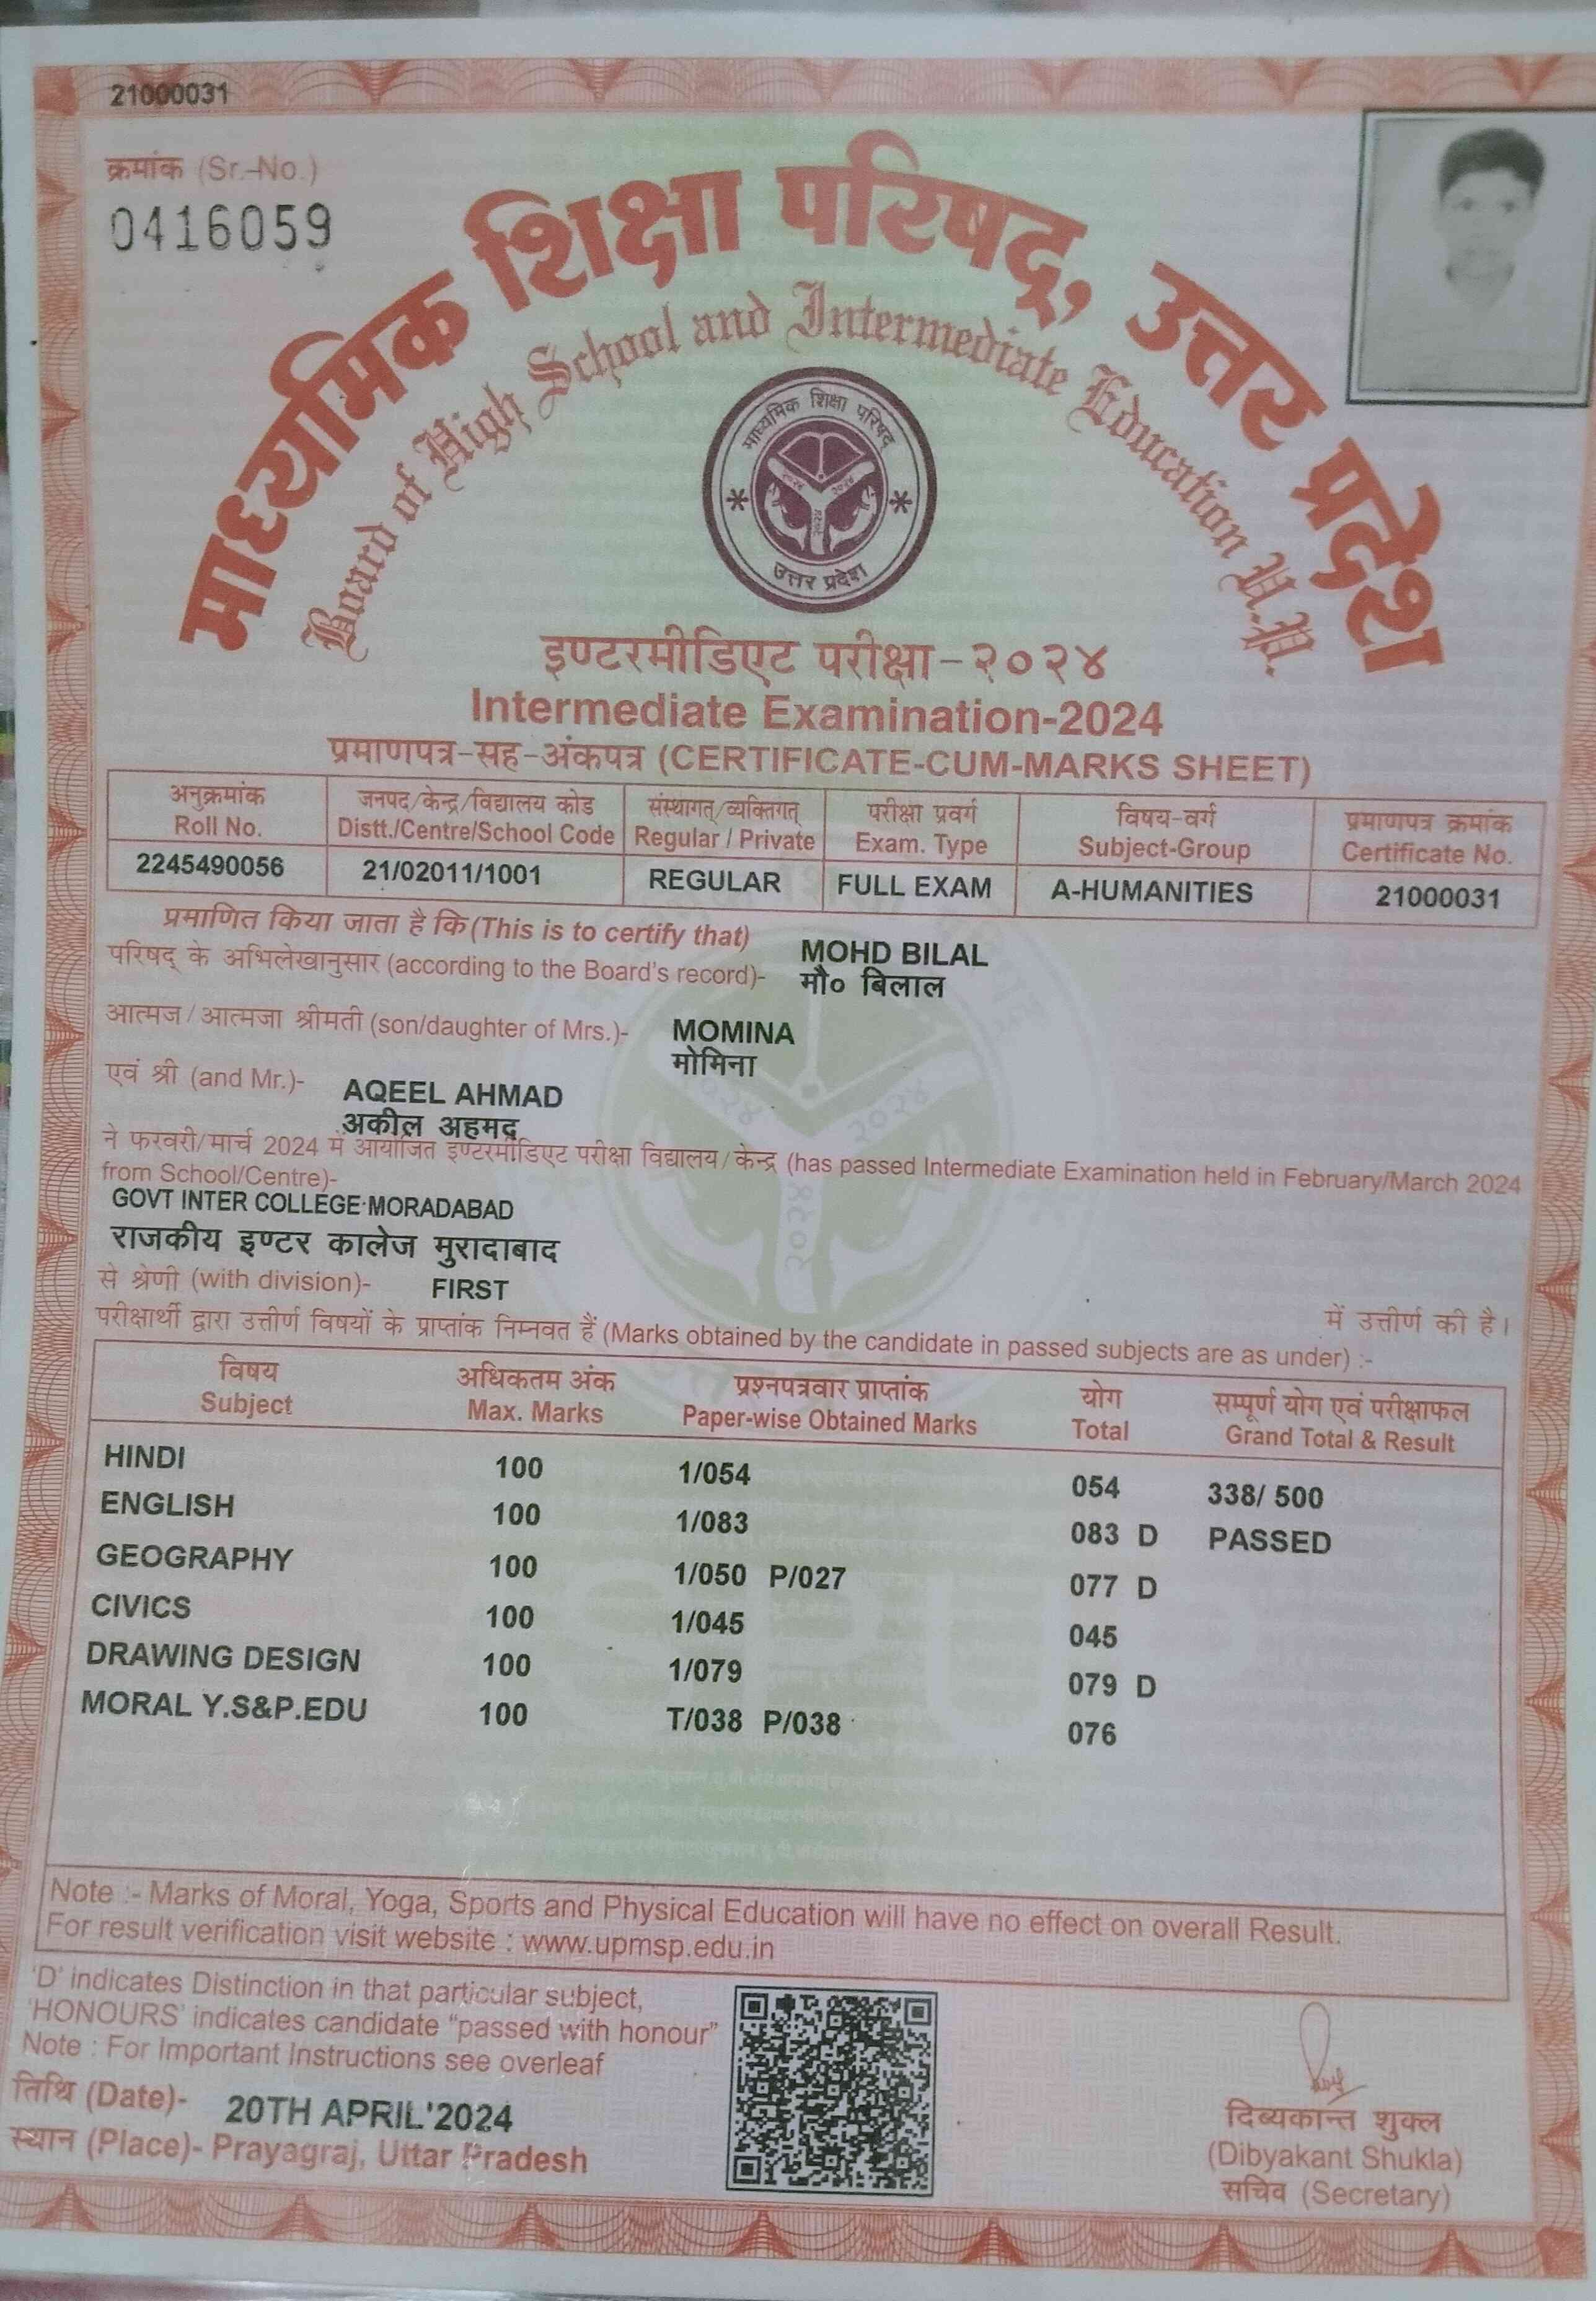 21000031
क्रमांक (Sr.-No.)
0416059
माध्यमिक शिक्षा परिषद्, उत्तर प्रदेश
Board of High School and Intermediate Education U.P.
माध्यमिक शिक्षा परिषद्
२०२४ २०२४
२०२४
उत्तर प्रदेश
इण्टरमीडिएट परीक्षा-२०२४
Intermediate Examination-2024
प्रमाणपत्र-सह-अंकपत्र (CERTIFICATE-CUM-MARKS SHEET)
अनुक्रमांक जनपद/केन्द्र/विद्यालय कोड संस्थागत्/व्यक्तिगत् परीक्षा प्रवर्ग विषय-वर्ग प्रमाणपत्र क्रमांक
Roll No. Distt./Centre/School Code Regular / Private Exam. Type Subject-Group Certificate No.
2245490056 21/02011/1001 REGULAR FULL EXAM A-HUMANITIES 21000031
प्रमाणित किया जाता है कि (This is to certify that)
परिषद् के अभिलेखानुसार (according to the Board's record)- MOHD BILAL
मौ० बिलाल
आत्मज/आत्मजा श्रीमती (son/daughter of Mrs.)- MOMINA
मोमिना
एवं श्री (and Mr.)- AQEEL AHMAD
अकील अहमद
ने फरवरी/मार्च 2024 में आयोजित इण्टरमीडिएट परीक्षा विद्यालय/केन्द्र (has passed Intermediate Examination held in February/March 2024
from School/Centre)-
GOVT INTER COLLEGE MORADABAD
राजकीय इण्टर कालेज मुरादाबाद
से श्रेणी (with division)- FIRST
में उत्तीर्ण की है।
परीक्षार्थी द्वारा उत्तीर्ण विषयों के प्राप्तांक निम्नवत हैं (Marks obtained by the candidate in passed subjects are as under) :-
विषय अधिकतम अंक प्रश्नपत्रवार प्राप्तांक योग सम्पूर्ण योग एवं परीक्षाफल
Subject Max. Marks Paper-wise Obtained Marks Total Grand Total & Result
HINDI 100 1/054 054 338/ 500
ENGLISH 100 1/083 083 D PASSED
GEOGRAPHY 100 1/050 P/027 077 D
CIVICS 100 1/045 045
DRAWING DESIGN 100 1/079 079 D
MORAL Y.S&P.EDU 100 T/038 P/038 076
Note :- Marks of Moral, Yoga, Sports and Physical Education will have no effect on overall Result.
For result verification visit website : www.upmsp.edu.in
'D' indicates Distinction in that particular subject,
'HONOURS' indicates candidate "passed with honour"
Note : For Important Instructions see overleaf
तिथि (Date)- 20TH APRIL'2024
स्थान (Place)- Prayagraj, Uttar Pradesh
दिब्यकान्त शुक्ल
(Dibyakant Shukla)
सचिव (Secretary)